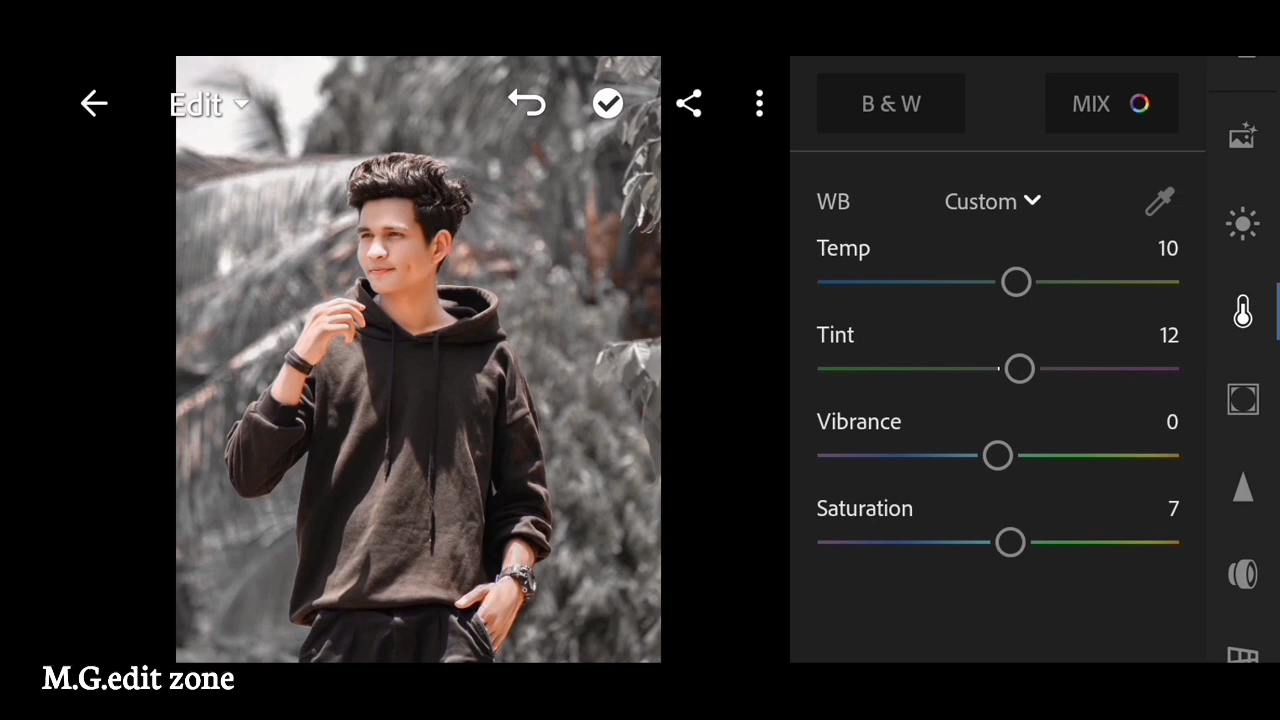 Edit
B & W
MIX
WB
Custom
Temp
10
Tint
12
Vibrance
0
Saturation
7
M.G.edit zone